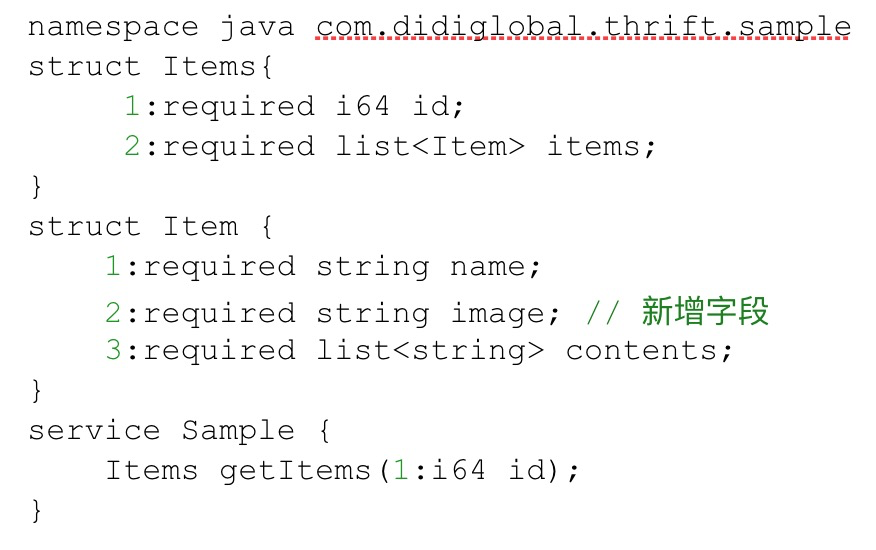 namespace java com.didiglobal.thrift.sample
struct Items{
     1:required i64 id;
     2:required list<Item> items;
}
struct Item {
    1:required string name;
    2:required string image; // 新增字段
    3:required list<string> contents;
}
service Sample {
    Items getItems(1:i64 id);
}